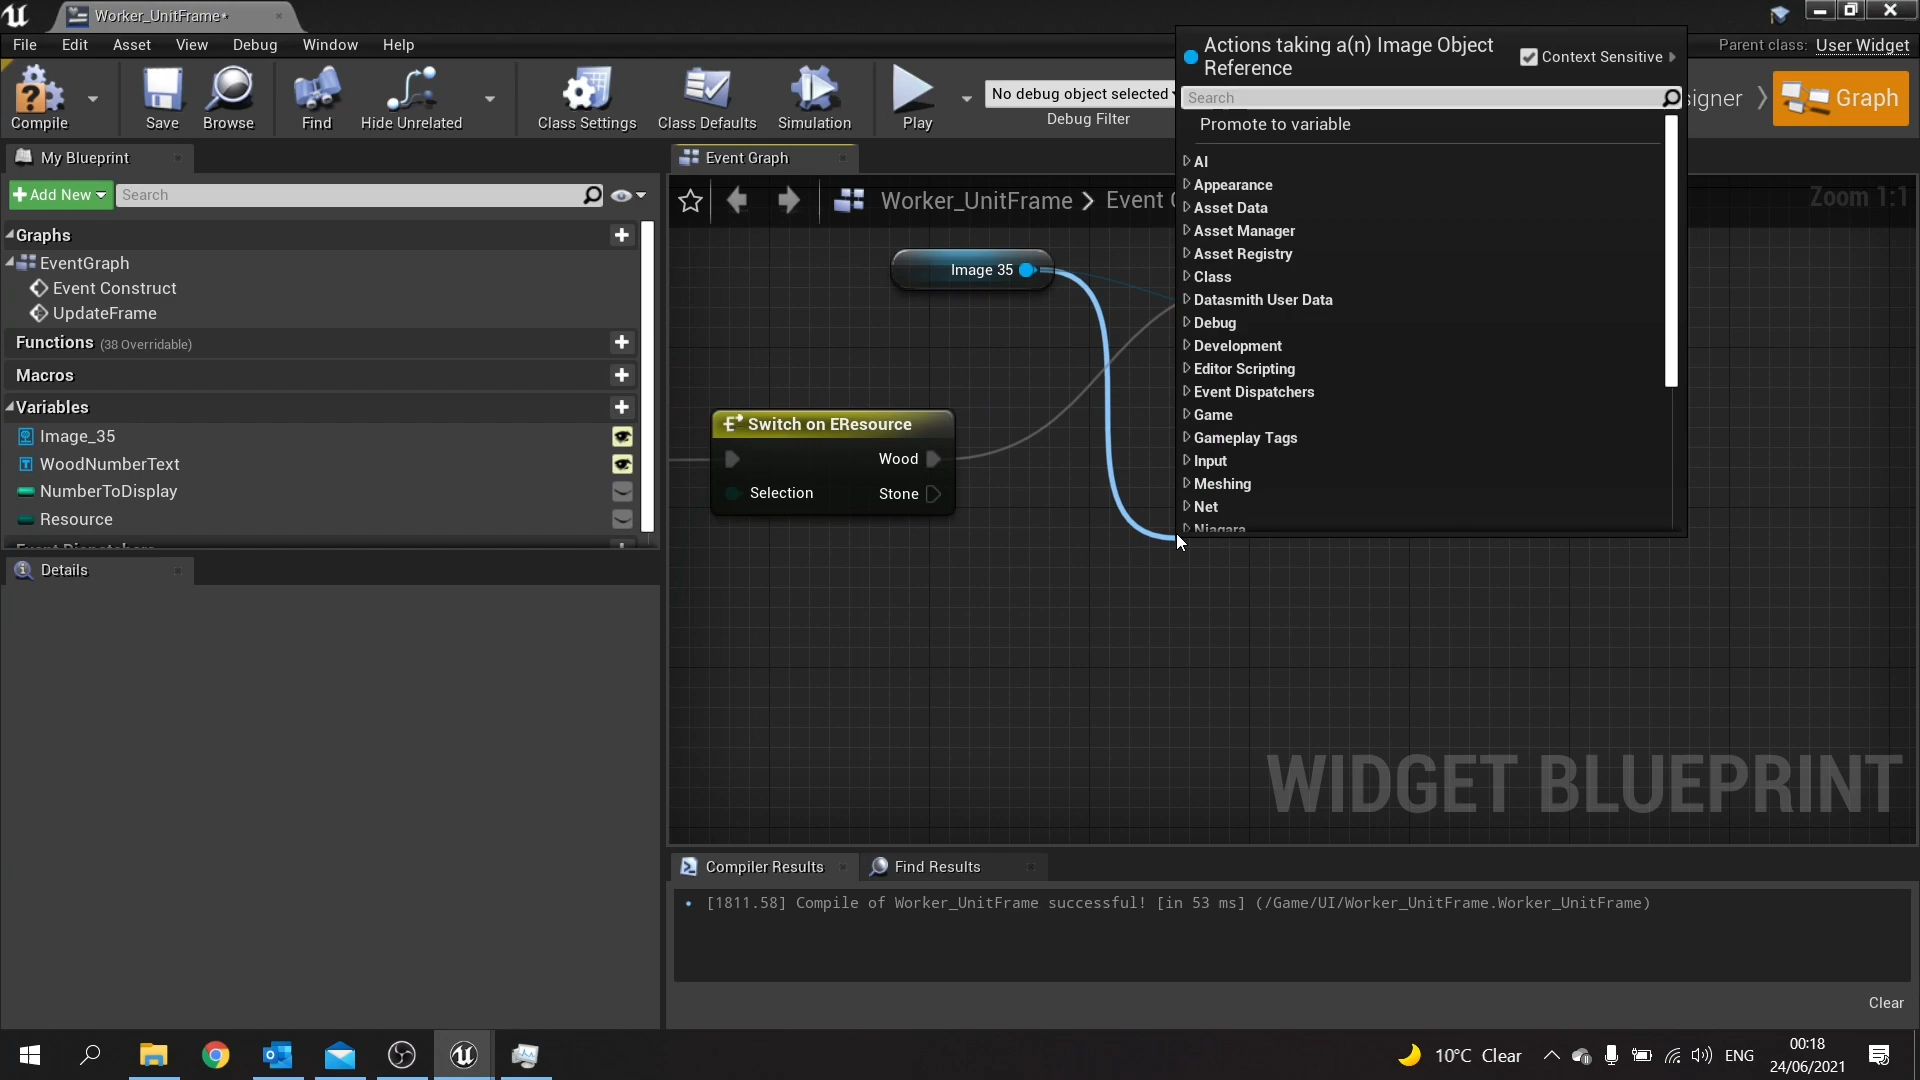 Worker_UnitFrame*
File Edit Asset View Debug Window Help
Parent class: User Widget
Compile
Save
Browse
Find
Hide Unrelated
Class Settings
Class Defaults
Simulation
Play
No debug object selected
Debug Filter
signer
Graph
My Blueprint
Add New
Search
Graphs
EventGraph
Event Construct
UpdateFrame
Functions (38 Overridable)
Macros
Variables
Image_35
WoodNumberText
NumberToDisplay
Resource
Event Dispatchers
Details
Event Graph
Worker_UnitFrame > Event G
Zoom 1:1
Image 35
Switch on EResource
Wood
Selection
Stone
Actions taking a(n) Image Object
Reference
Context Sensitive
Search
Promote to variable
AI
Appearance
Asset Data
Asset Manager
Asset Registry
Class
Datasmith User Data
Debug
Development
Editor Scripting
Event Dispatchers
Game
Gameplay Tags
Input
Meshing
Net
Niagara
WIDGET BLUEPRINT
Compiler Results
Find Results
[1811.58] Compile of Worker_UnitFrame successful! [in 53 ms] (/Game/UI/Worker_UnitFrame.Worker_UnitFrame)
Clear
10°C Clear
ENG
00:18
24/06/2021